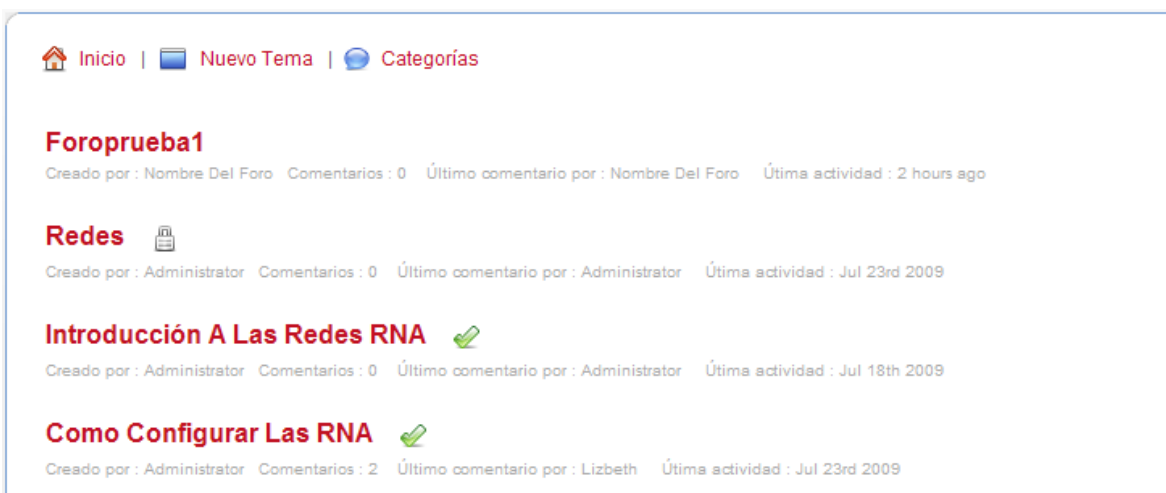 Inicio | Nuevo Tema | Categorías
Foroprueba1
Creado por : Nombre Del Foro Comentarios : 0 Último comentario por : Nombre Del Foro Útima actividad : 2 hours ago
Redes
Creado por : Administrator Comentarios : 0 Último comentario por : Administrator Útima actividad : Jul 23rd 2009
Introducción A Las Redes RNA
Creado por : Administrator Comentarios : 0 Último comentario por : Administrator Útima actividad : Jul 18th 2009
Como Configurar Las RNA
Creado por : Administrator Comentarios : 2 Último comentario por : Lizbeth Útima actividad : Jul 23rd 2009